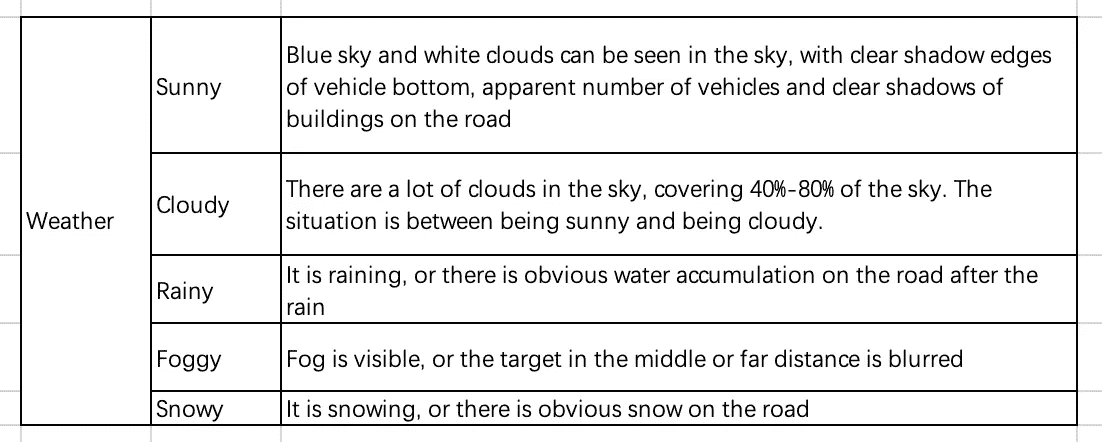 Sunny
Blue sky and white clouds can be seen in the sky, with clear shadow edges
of vehicle bottom, apparent number of vehicles and clear shadows of
buildings on the road
Weather
Cloudy
There are a lot of clouds in the sky, covering 40%-80% of the sky. The
situation is between being sunny and being cloudy.
Rainy
It is raining, or there is obvious water accumulation on the road after the
rain
Foggy
Fog is visible, or the target in the middle or far distance is blurred
Snowy
It is snowing, or there is obvious snow on the road